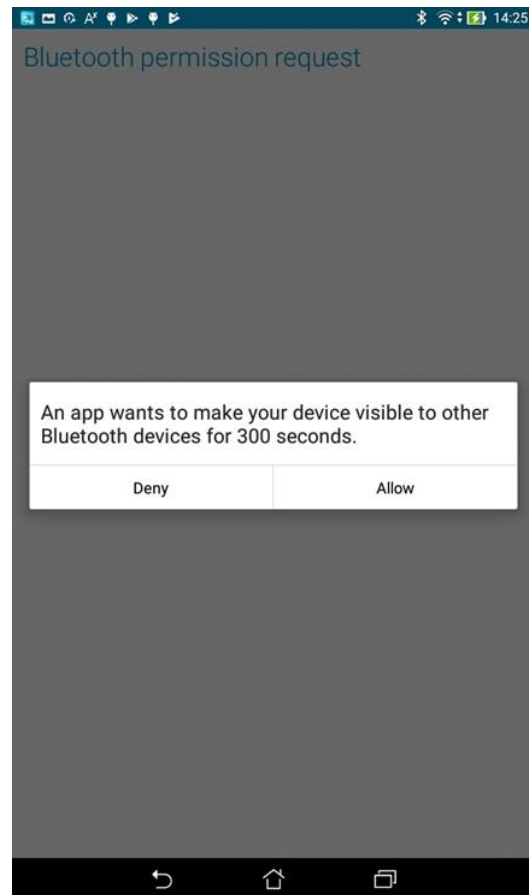 14:25
Bluetooth permission request
An app wants to make your device visible to other
Bluetooth devices for 300 seconds.
Deny
Allow